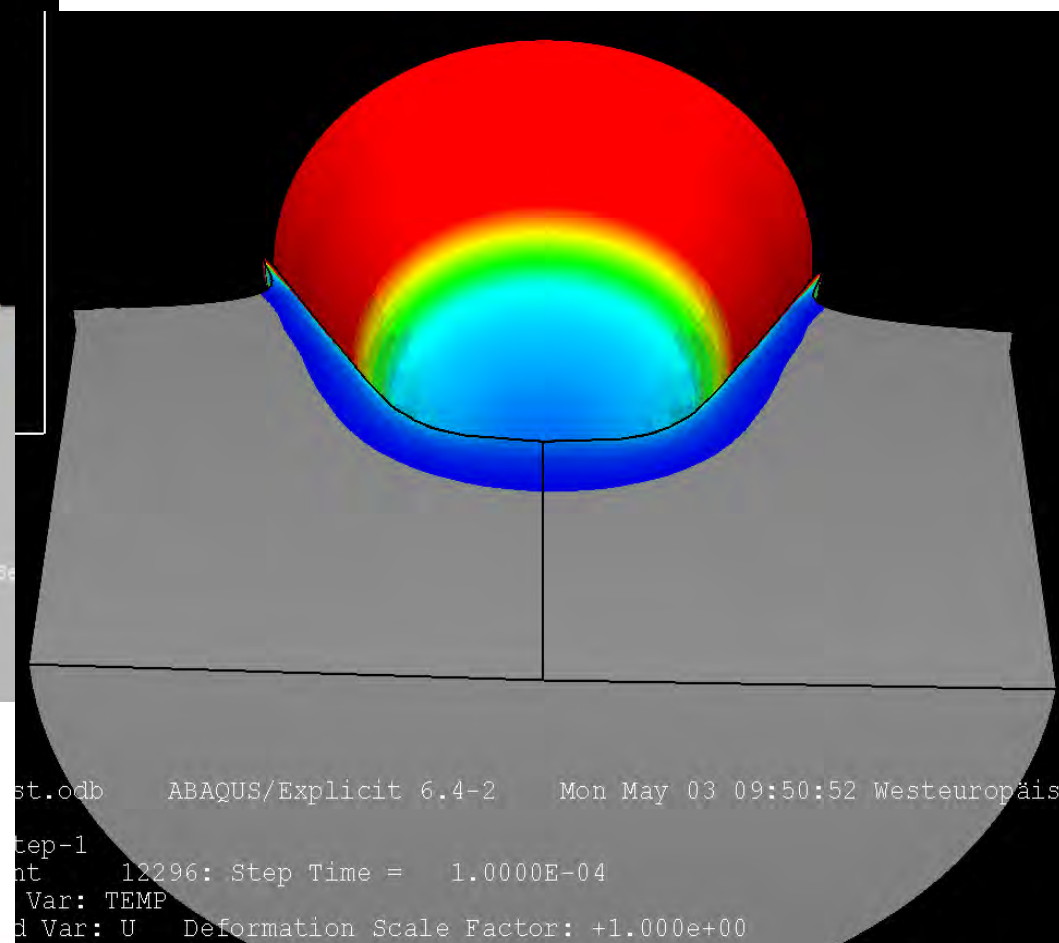 st.odb ABAQUS/Explicit 6.4-2 Mon May 03 09:50:52 Westeuropäis
tep-1
nt 12296: Step Time = 1.0000E-04
Var: TEMP
d Var: U Deformation Scale Factor: +1.000e+00